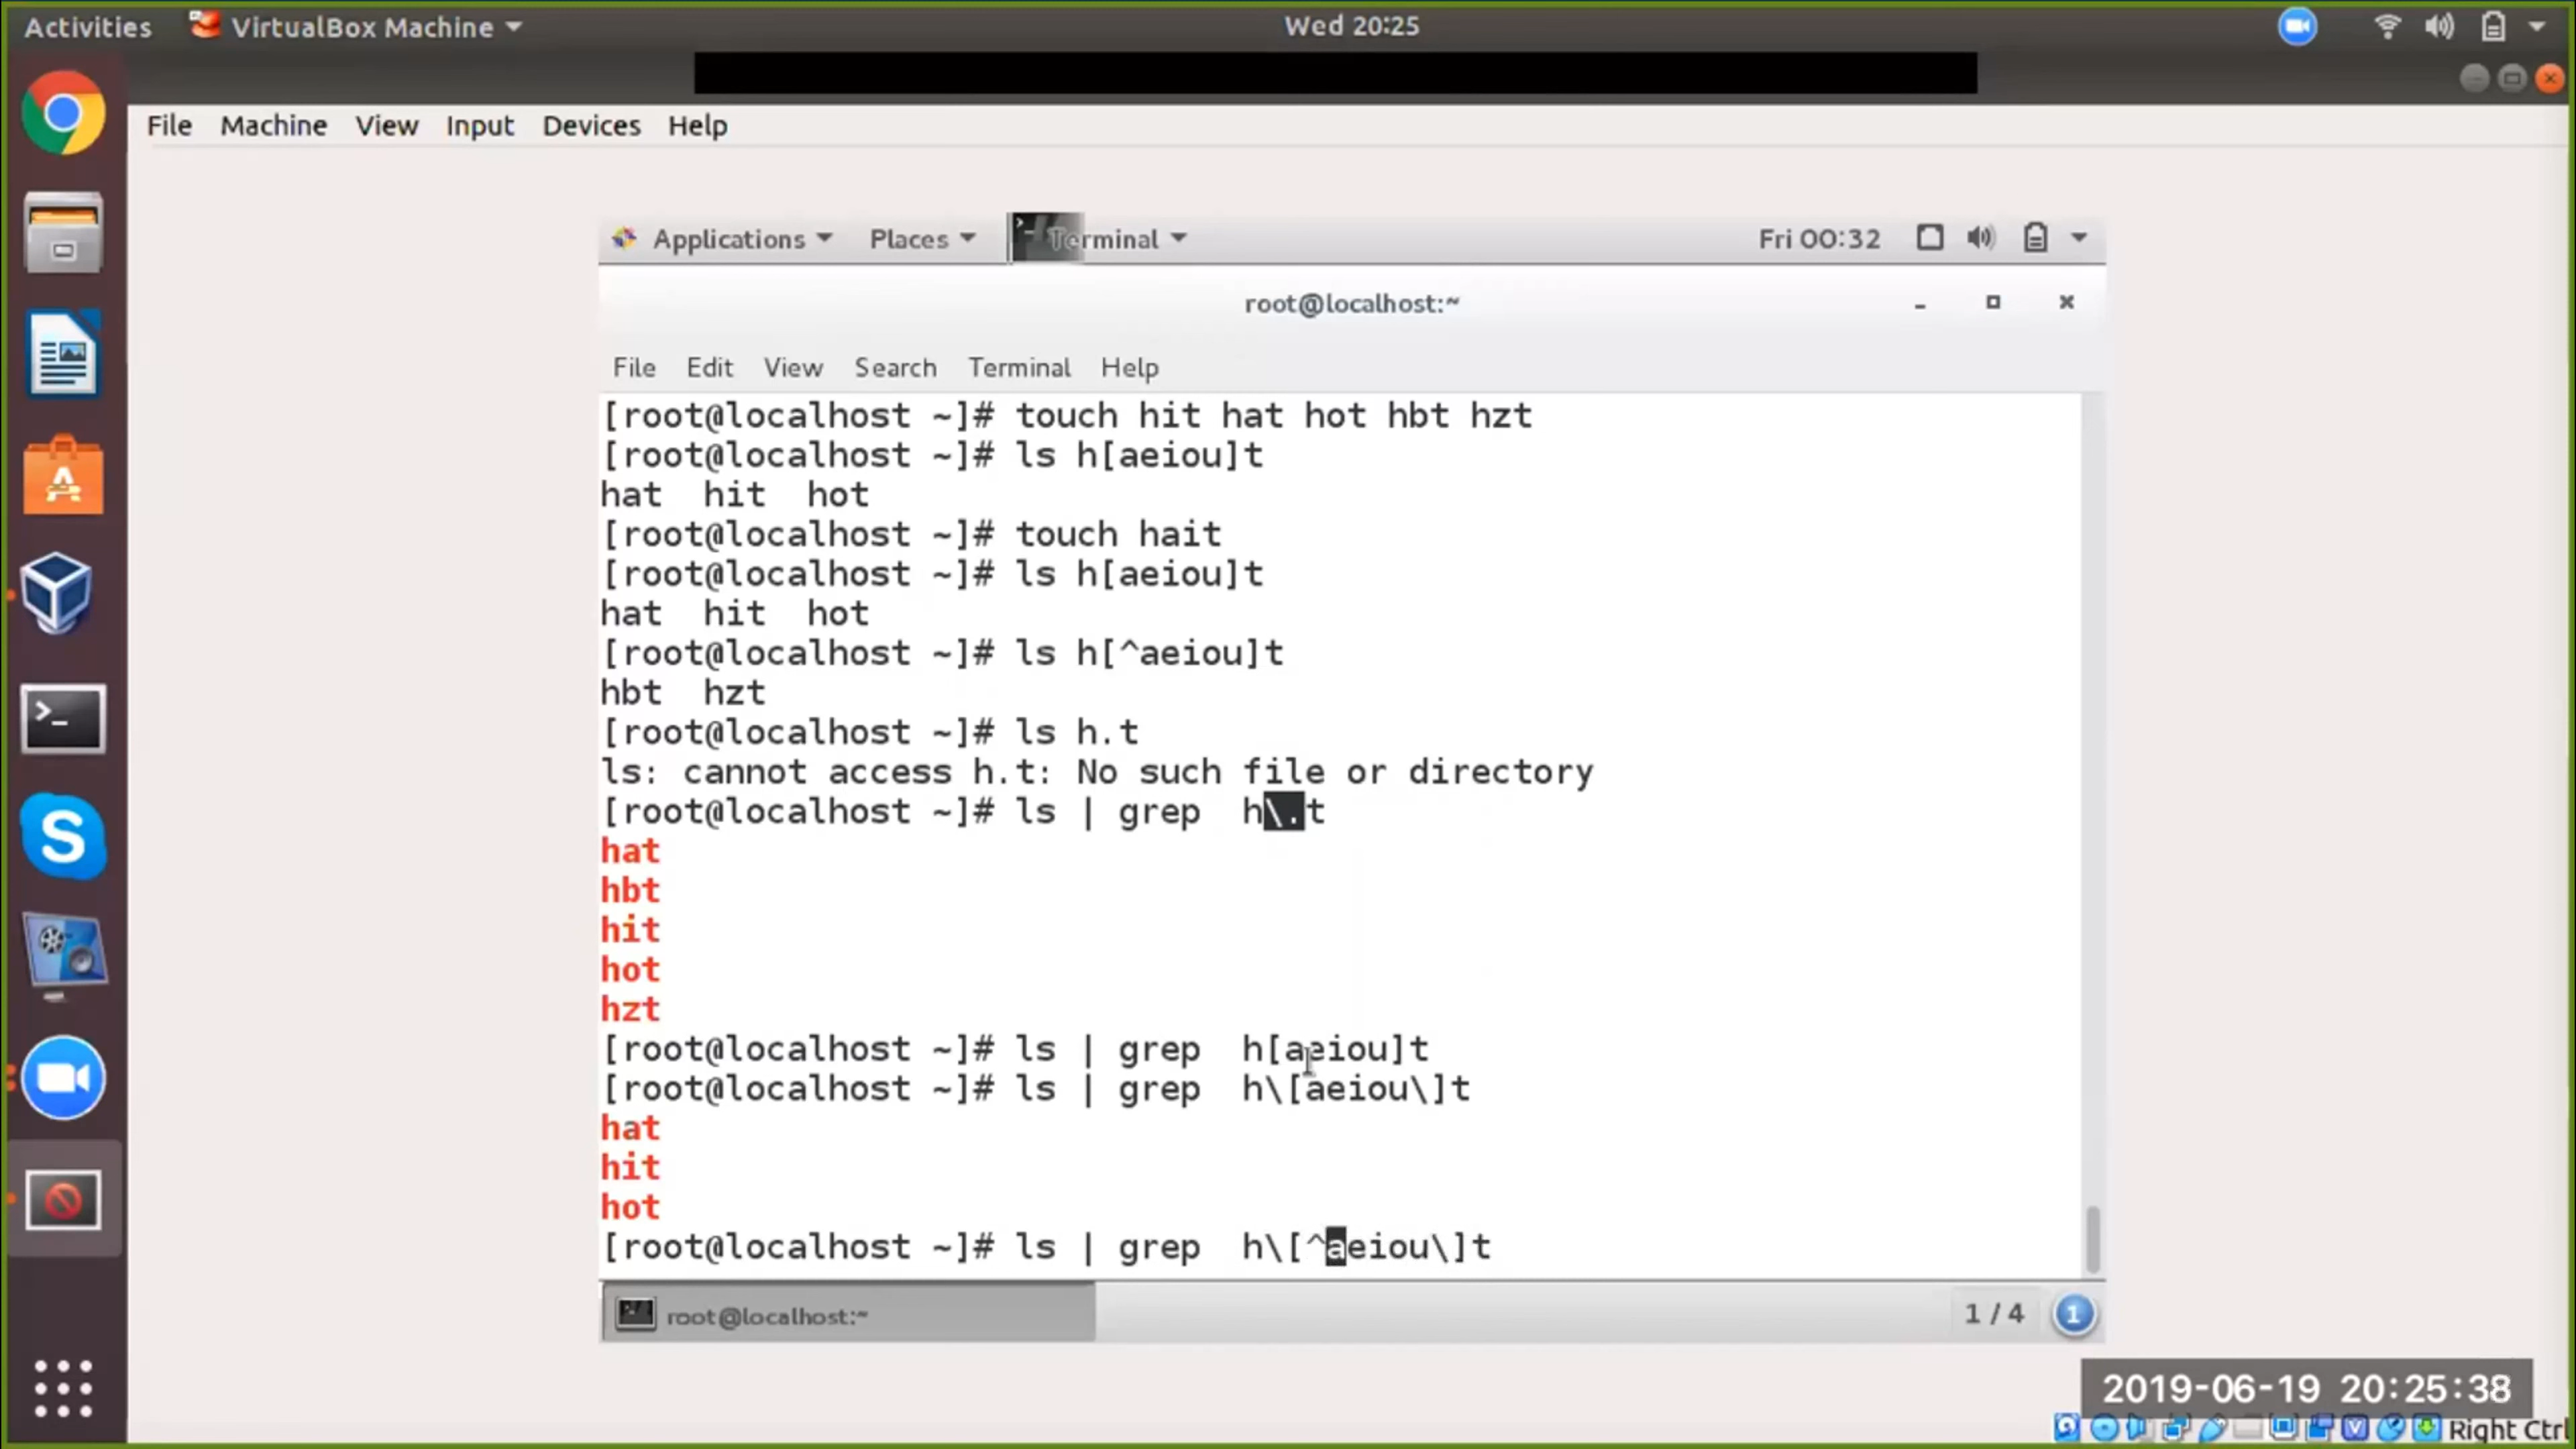 Activities VirtualBox Machine Wed 20:25
File Machine View Input Devices Help
Applications Places Terminal Fri 00:32
root@localhost:~
File Edit View Search Terminal Help
[root@localhost ~]# touch hit hat hot hbt hzt
[root@localhost ~]# ls h[aeiou]t
hat hit hot
[root@localhost ~]# touch hait
[root@localhost ~]# ls h[aeiou]t
hat hit hot
[root@localhost ~]# ls h[^aeiou]t
hbt hzt
[root@localhost ~]# ls h.t
ls: cannot access h.t: No such file or directory
[root@localhost ~]# ls | grep  h\.t
hat
hbt
hit
hot
hzt
[root@localhost ~]# ls | grep  h[aeiou]t
[root@localhost ~]# ls | grep  h\[aeiou\]t
hat
hit
hot
[root@localhost ~]# ls | grep  h\[^aeiou\]t
root@localhost:~ 1 / 4 1
2019-06-19 20:25:38
Right Ctrl